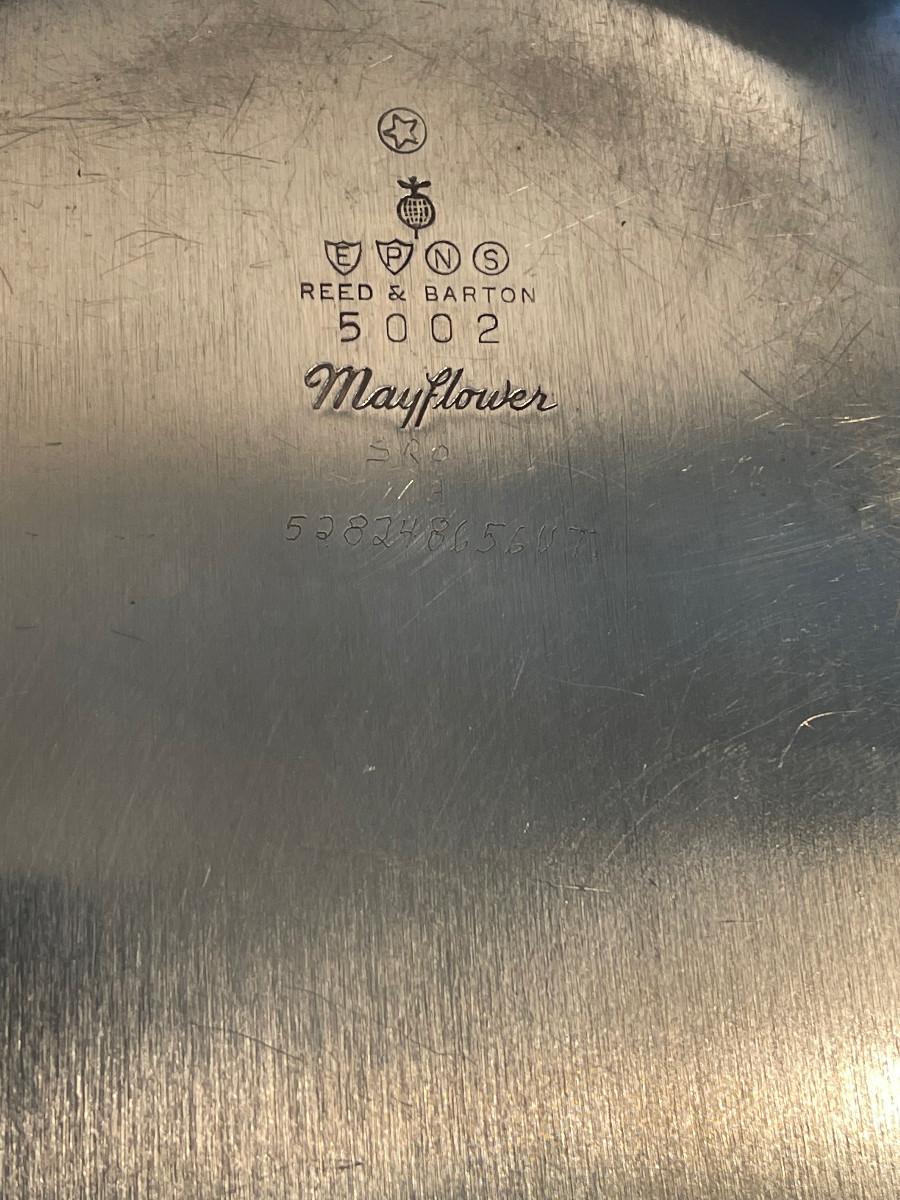 E P N S
REED & BARTON
5002
Mayflower